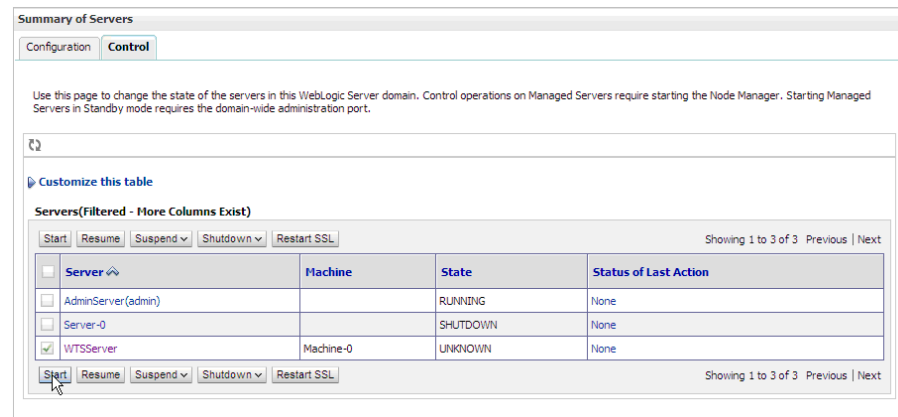 Summary of Servers
Configuration Control
Use this page to change the state of the servers in this WebLogic Server domain. Control operations on Managed Servers require starting the Node Manager. Starting Managed
Servers in Standby mode requires the domain-wide administration port.
Customize this table
Servers(Filtered - More Columns Exist)
Start Resume Suspend Shutdown Restart SSL Showing 1 to 3 of 3 Previous | Next
Server Machine State Status of Last Action
AdminServer(admin) RUNNING None
Server-0 SHUTDOWN None
WTSServer Machine-0 UNKNOWN None
Start Resume Suspend Shutdown Restart SSL Showing 1 to 3 of 3 Previous | Next